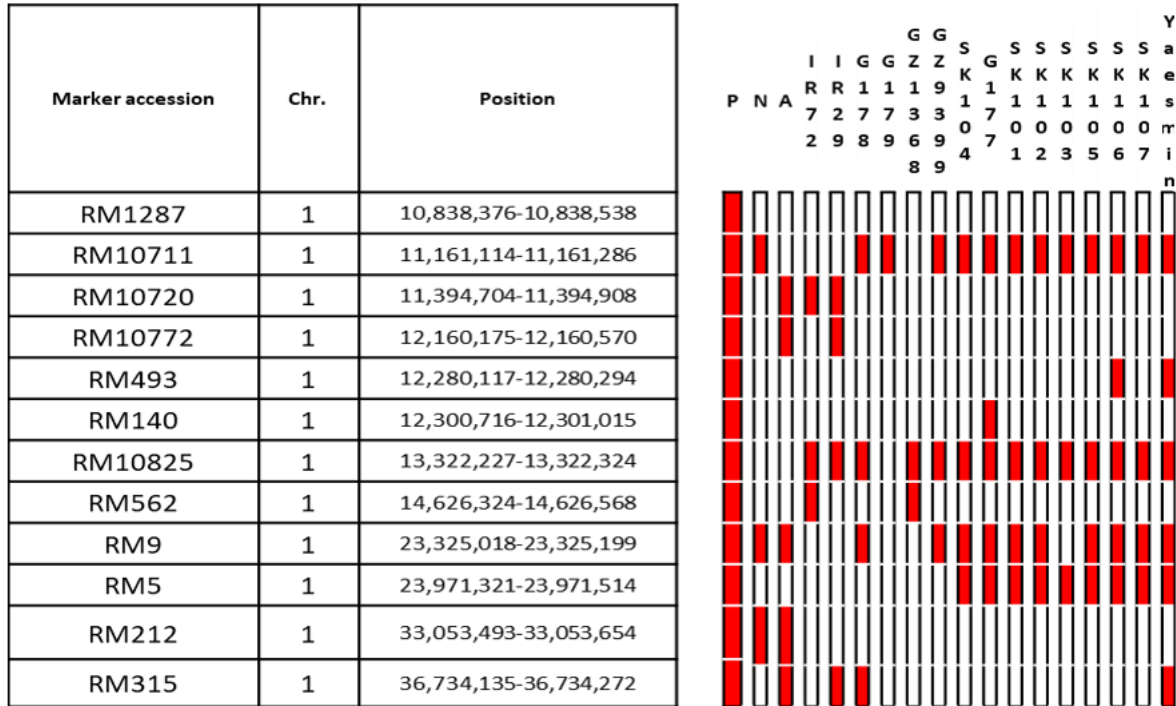 Marker accession Chr. Position P N A IR72 IR29 G178 G179 GZ1368 GZ9399 SK104 G177 SK101 SK102 SK103 SK105 SK106 SK107 Yaesmin
RM1287 1 10,838,376-10,838,538
RM10711 1 11,161,114-11,161,286
RM10720 1 11,394,704-11,394,908
RM10772 1 12,160,175-12,160,570
RM493 1 12,280,117-12,280,294
RM140 1 12,300,716-12,301,015
RM10825 1 13,322,227-13,322,324
RM562 1 14,626,324-14,626,568
RM9 1 23,325,018-23,325,199
RM5 1 23,971,321-23,971,514
RM212 1 33,053,493-33,053,654
RM315 1 36,734,135-36,734,272